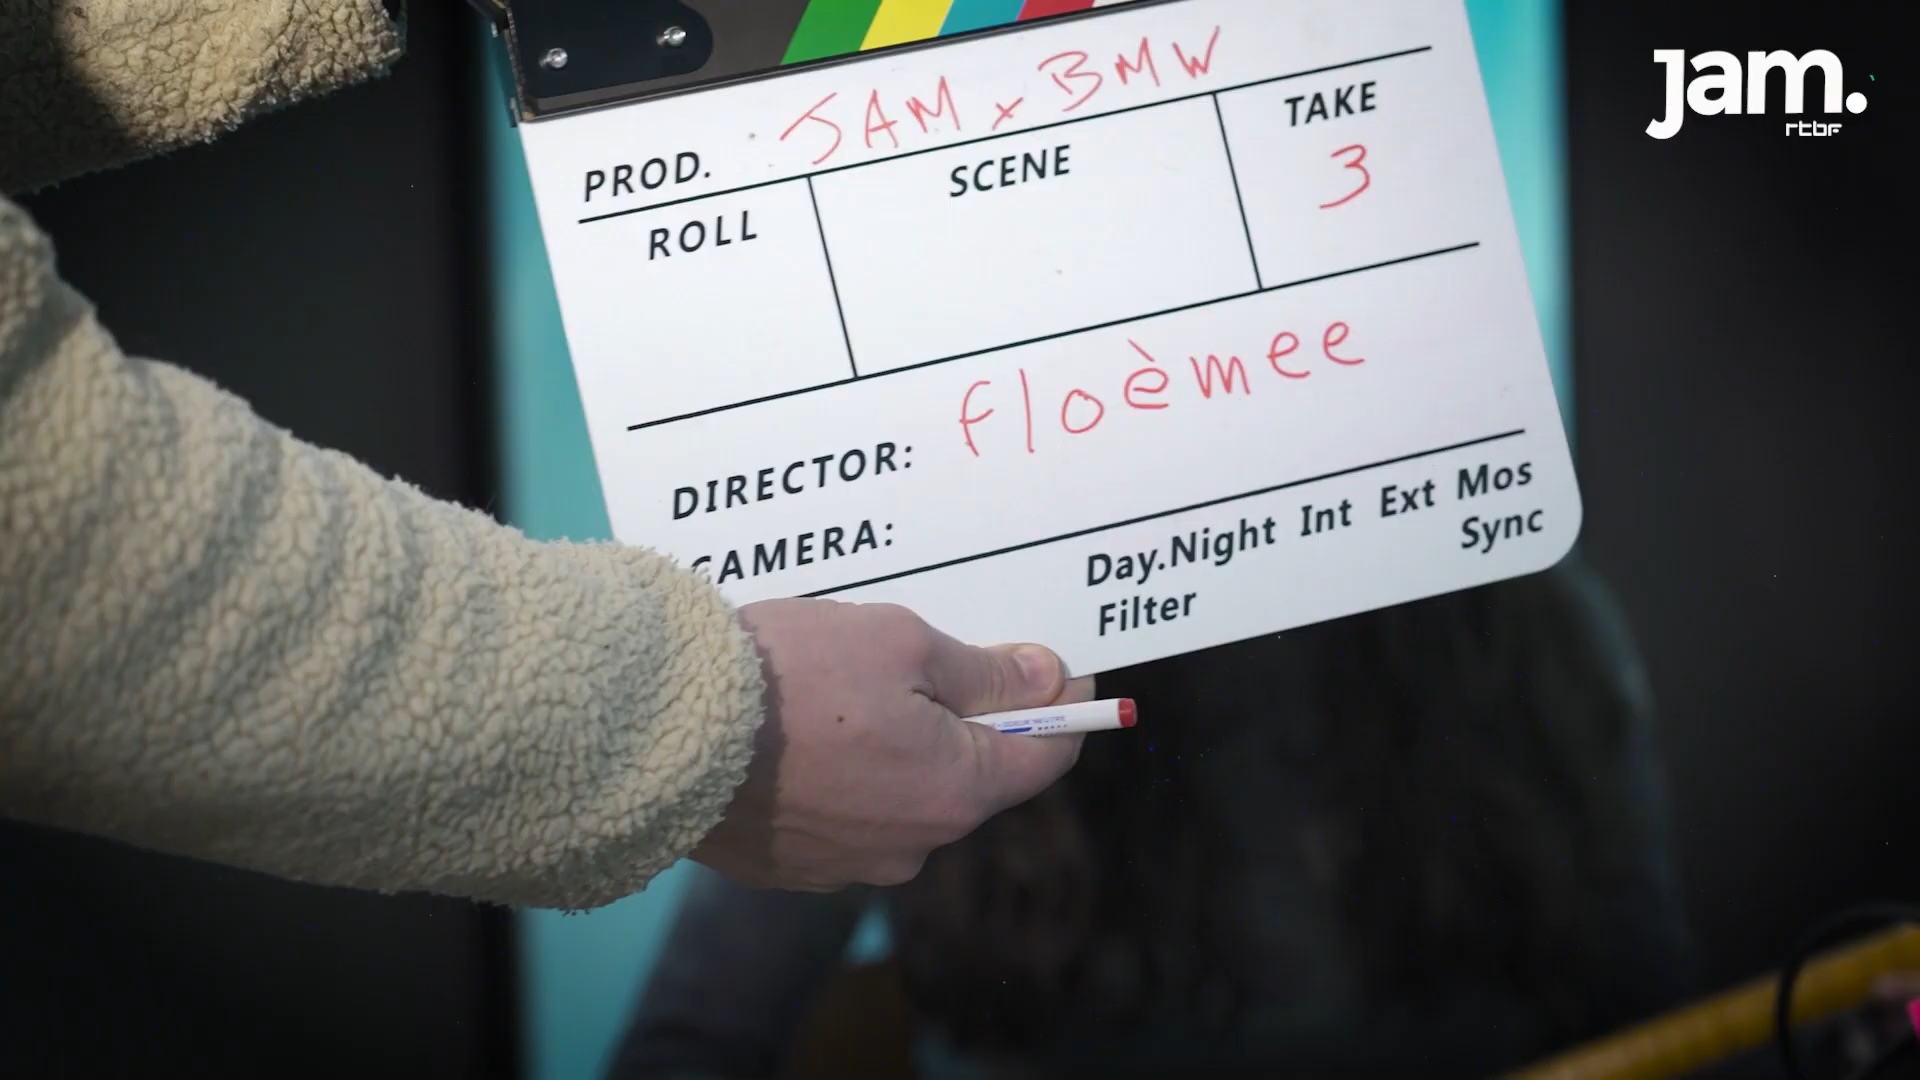 jam.
rtbf
PROD. JAM x BMW
ROLL
SCENE
TAKE
3
DIRECTOR: floèmee
CAMERA:
Day.Night Int Ext Mos
Filter
Sync